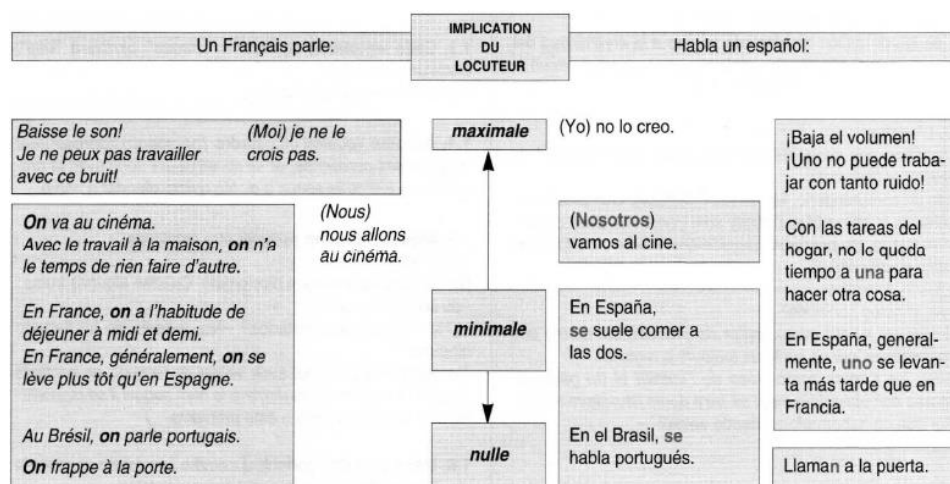 Un Français parle:
IMPLICATION
DU
LOCUTEUR
Habla un español:
Baisse le son!
Je ne peux pas travailler
avec ce bruit!
(Moi) je ne le
crois pas.
On va au cinéma.
Avec le travail à la maison, on n'a
le temps de rien faire d'autre.
En France, on a l'habitude de
déjeuner à midi et demi.
En France, généralement, on se
lève plus tôt qu'en Espagne.
Au Brésil, on parle portugais.
On frappe à la porte.
(Nous)
nous allons
au cinéma.
maximale
minimale
nulle
(Yo) no lo creo.
(Nosotros)
vamos al cine.
En España,
se suele comer a
las dos.
En el Brasil, se
habla portugués.
¡Baja el volumen!
¡Uno no puede traba-
jar con tanto ruido!
Con las tareas del
hogar, no le queda
tiempo a una para
hacer otra cosa.
En España, general-
mente, uno se levan-
ta más tarde que en
Francia.
Llaman a la puerta.